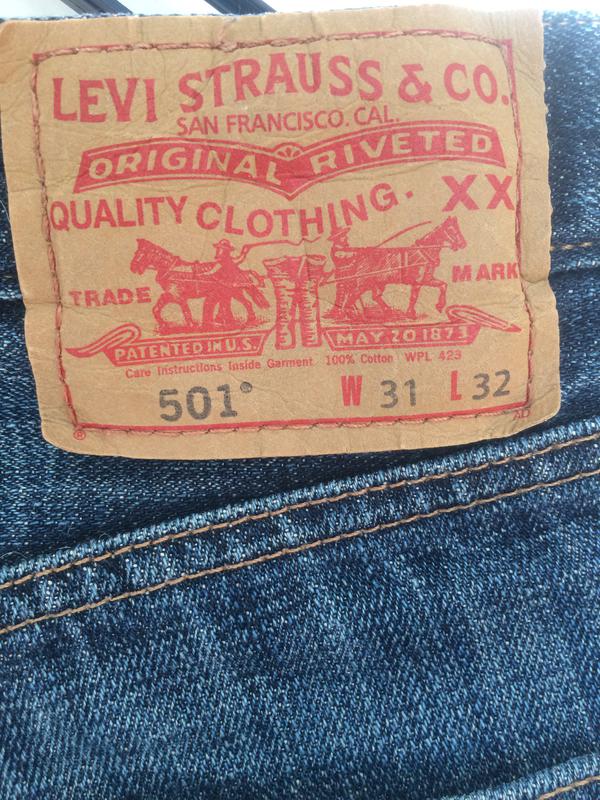 LEVI STRAUSS & CO.
SAN FRANCISCO. CAL.
ORIGINAL RIVETED
QUALITY CLOTHING. XX
TRADE MARK
PATENTED IN U.S. MAY 20 1873
Care Instructions Inside Garment 100% Cotton WPL 423
501® W 31 L 32
®